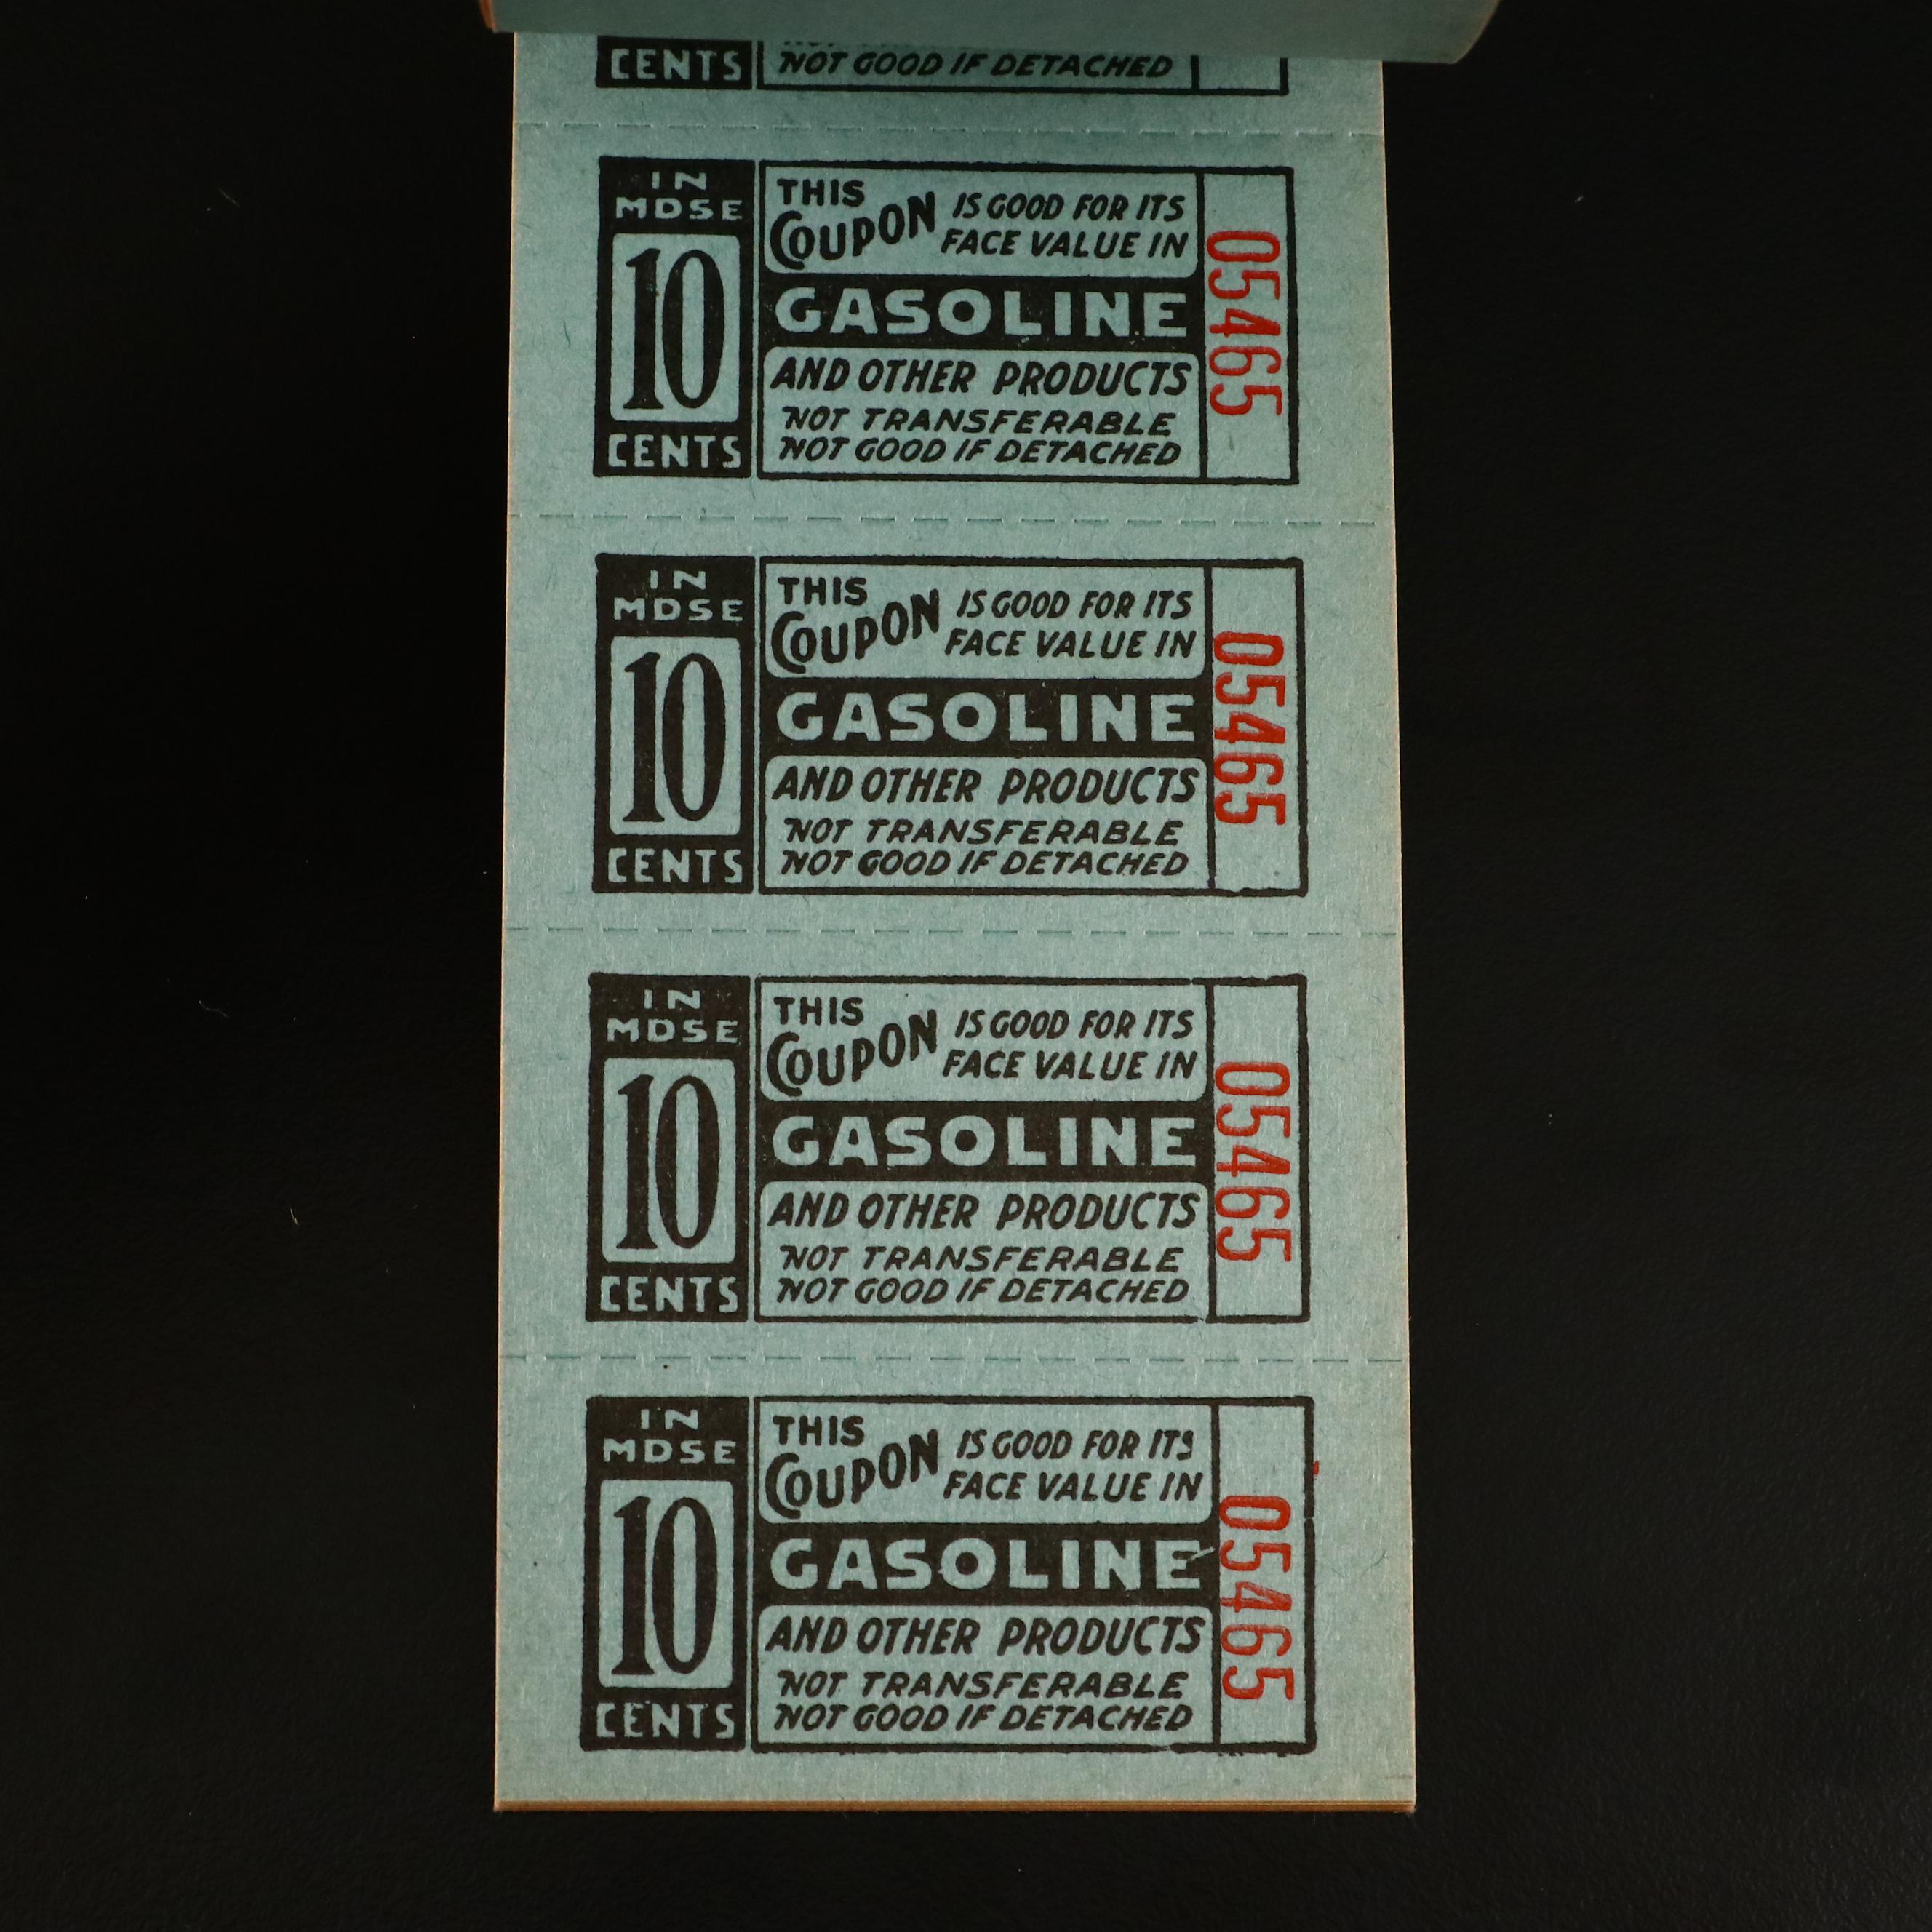 CENTS
NOT GOOD IF DETACHED
IN
MDSE
10
CENTS
THIS
COUPON
IS GOOD FOR ITS
FACE VALUE IN
GASOLINE
AND OTHER PRODUCTS
NOT TRANSFERABLE
NOT GOOD IF DETACHED
05465
IN
MDSE
10
CENTS
THIS
COUPON
IS GOOD FOR ITS
FACE VALUE IN
GASOLINE
AND OTHER PRODUCTS
NOT TRANSFERABLE
NOT GOOD IF DETACHED
05465
IN
MDSE
10
CENTS
THIS
COUPON
IS GOOD FOR ITS
FACE VALUE IN
GASOLINE
AND OTHER PRODUCTS
NOT TRANSFERABLE
NOT GOOD IF DETACHED
05465
IN
MDSE
10
CENTS
THIS
COUPON
IS GOOD FOR ITS
FACE VALUE IN
GASOLINE
AND OTHER PRODUCTS
NOT TRANSFERABLE
NOT GOOD IF DETACHED
05465